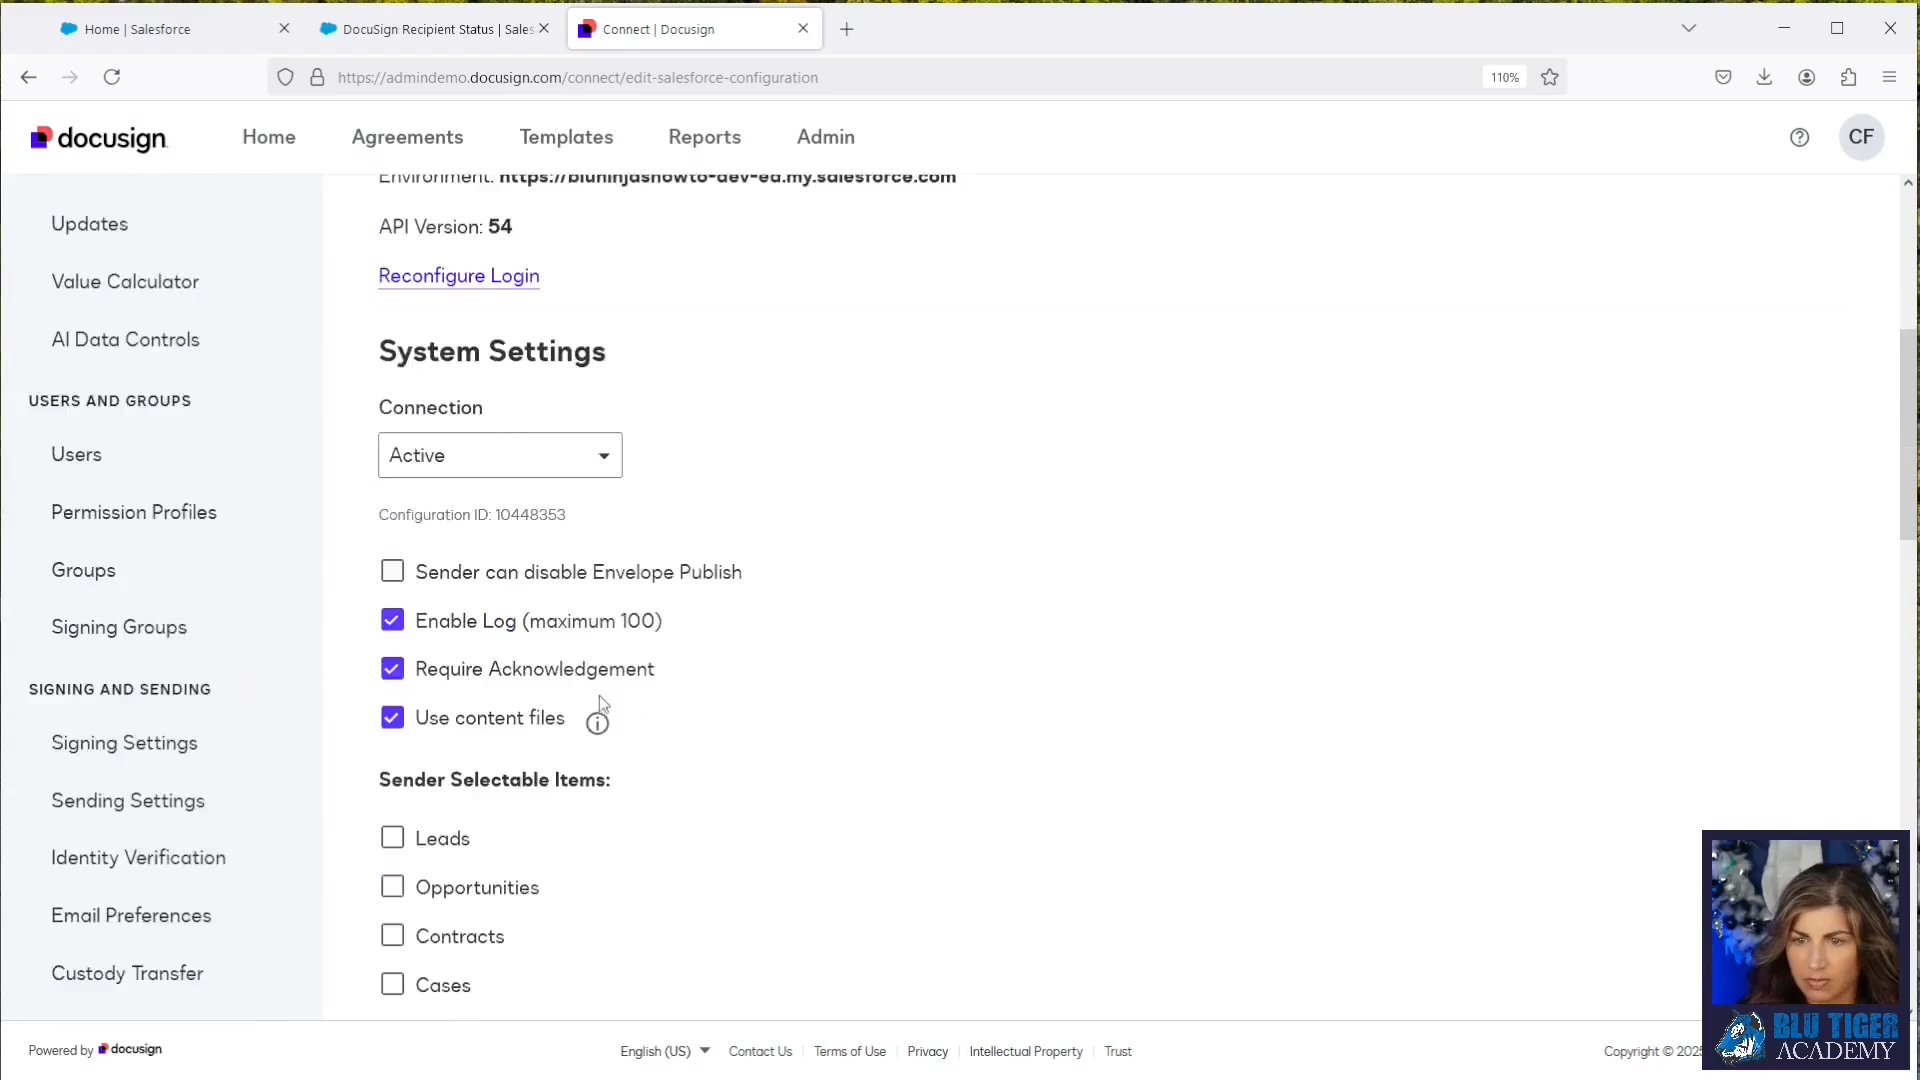 Home | Salesforce
DocuSign Recipient Status | Sales
Connect | Docusign
https://admindemo.docusign.com/connect/edit-salesforce-configuration
110%
docusign
Home
Agreements
Templates
Reports
Admin
CF
Updates
Value Calculator
AI Data Controls
USERS AND GROUPS
Users
Permission Profiles
Groups
Signing Groups
SIGNING AND SENDING
Signing Settings
Sending Settings
Identity Verification
Email Preferences
Custody Transfer
Environment: https://bluninjashowto-dev-ed.my.salesforce.com
API Version: 54
Reconfigure Login
System Settings
Connection
Active
Configuration ID: 10448353
Sender can disable Envelope Publish
Enable Log (maximum 100)
Require Acknowledgement
Use content files
Sender Selectable Items:
Leads
Opportunities
Contracts
Cases
Powered by docusign
English (US)
Contact Us
Terms of Use
Privacy
Intellectual Property
Trust
Copyright © 2025
BLU TIGER
ACADEMY